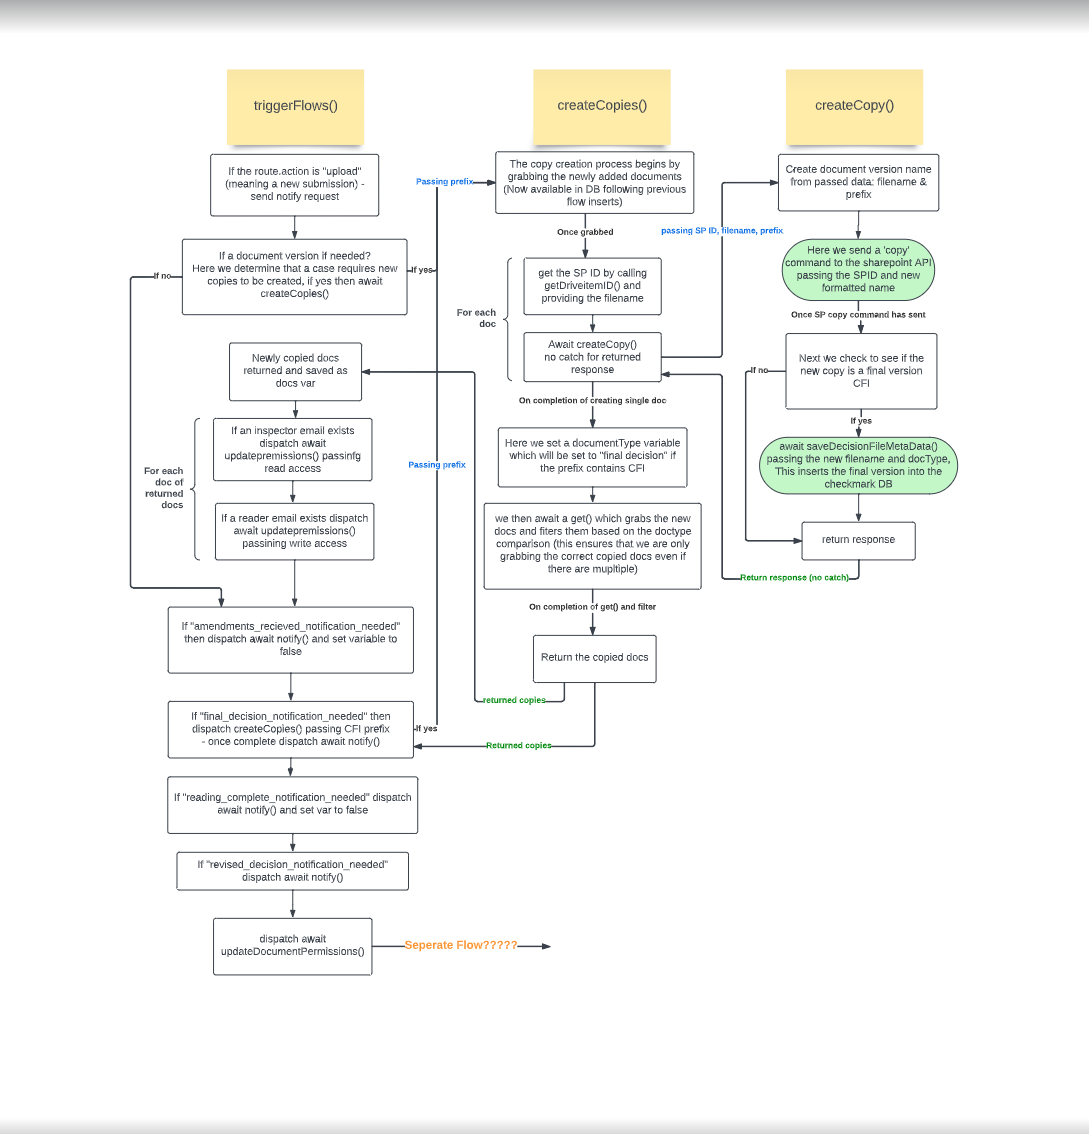 triggerFlows()
If the route.action is "upload"
(meaning a new submission) -
send notify request
If a document version if needed?
Here we determine that a case requires new
copies to be created, if yes then await
createCopies()
If no
If yes
Newly copied docs
returned and saved as
docs var
For each
doc of
returned
docs
If an inspector email exists
dispatch await
updatepremissions() passinfg
read access
If a reader email exists dispatch
await updatepremissions()
passining write access
If "amendments_recieved_notification_needed"
then dispatch await notify() and set variable to
false
If "final_decision_notification_needed" then
dispatch createCopies() passing CFI prefix
- once complete dispatch await notify()
If yes
If "reading_complete_notification_needed" dispatch
await notify() and set var to false
If "revised_decision_notification_needed"
dispatch await notify()
dispatch await
updateDocumentPermissions()
Seperate Flow?????
Passing prefix
Passing prefix
createCopies()
The copy creation process begins by
grabbing the newly added documents
(Now available in DB following previous
flow inserts)
Once grabbed
For each
doc
get the SP ID by calling
getDriveitemID() and
providing the filename
Await createCopy()
no catch for returned
response
passing SP ID, filename, prefix
On completion of creating single doc
Here we set a documentType variable
which will be set to "final decision" if
the prefix contains CFI
we then await a get() which grabs the new
docs and fiters them based on the doctype
comparison (this ensures that we are only
grabbing the correct copied docs even if
there are mupltiple)
On completion of get() and filter
Return the copied docs
returned copies
Returned copies
createCopy()
Create document version name
from passed data: filename &
prefix
Here we send a 'copy'
command to the sharepoint API
passing the SPID and new
formatted name
Once SP copy command has sent
Next we check to see if the
new copy is a final version
CFI
If no
If yes
await saveDecisionFileMetaData()
passing the new filename and docType,
This inserts the final version into the
checkmark DB
return response
Return response (no catch)